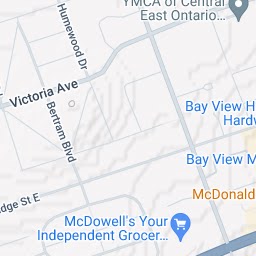 YMCA of Central
East Ontario...
Humewood Dr
Victoria Ave
Bertram Blvd
Bay View H
Hardw
Bay View M
McDonald
dge St E
McDowell's Your
Independent Grocer...